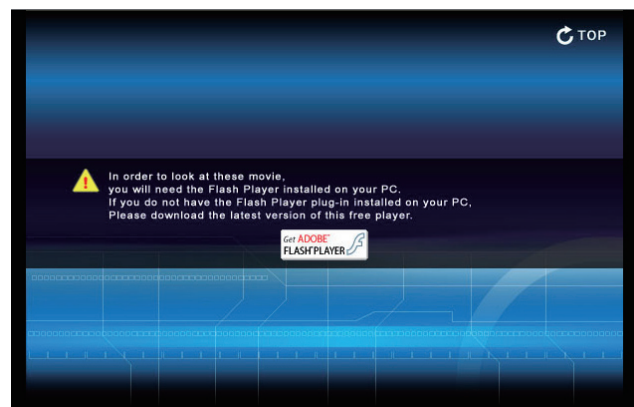 TOP
In order to look at these movie,
you will need the Flash Player installed on your PC.
If you do not have the Flash Player plug-in installed on your PC,
Please download the latest version of this free player.
Get ADOBE®
FLASH® PLAYER